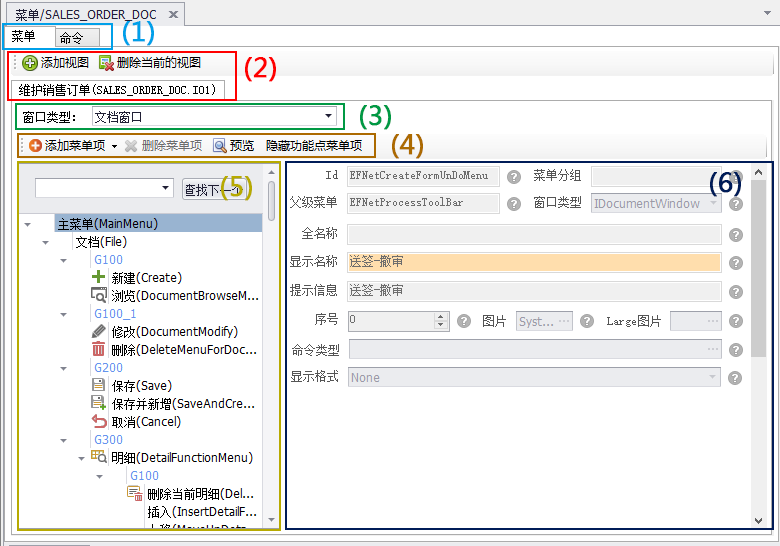 菜单/SALES_ORDER_DOC
菜单 命令 (1)
添加视图 删除当前的视图 (2)
维护销售订单(SALES_ORDER_DOC.IO1)
窗口类型: 文档窗口 (3)
添加菜单项 删除菜单项 预览 隐藏功能点菜单项 (4)
查找下一个 (5)
主菜单(MainMenu)
文档(File)
G100
新建(Create)
浏览(DocumentBrowseM...
G100_1
修改(DocumentModify)
删除(DeleteMenuForDoc...
G200
保存(Save)
保存并新增(SaveAndCre...
取消(Cancel)
G300
明细(DetailFunctionMenu)
G100
删除当前明细(Del...
插入(InsertDetailF...
Id EFNetCreateFormUnDoMenu 菜单分组 (6)
父级菜单 EFNetProcessToolBar 窗口类型 IDocumentWindow
全名称
显示名称 送签-撤审
提示信息 送签-撤审
序号 0 图片 Syst... Large图片 ...
命令类型 ...
显示格式 None